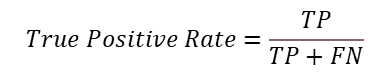 True Positive Rate = TP / TP + FN